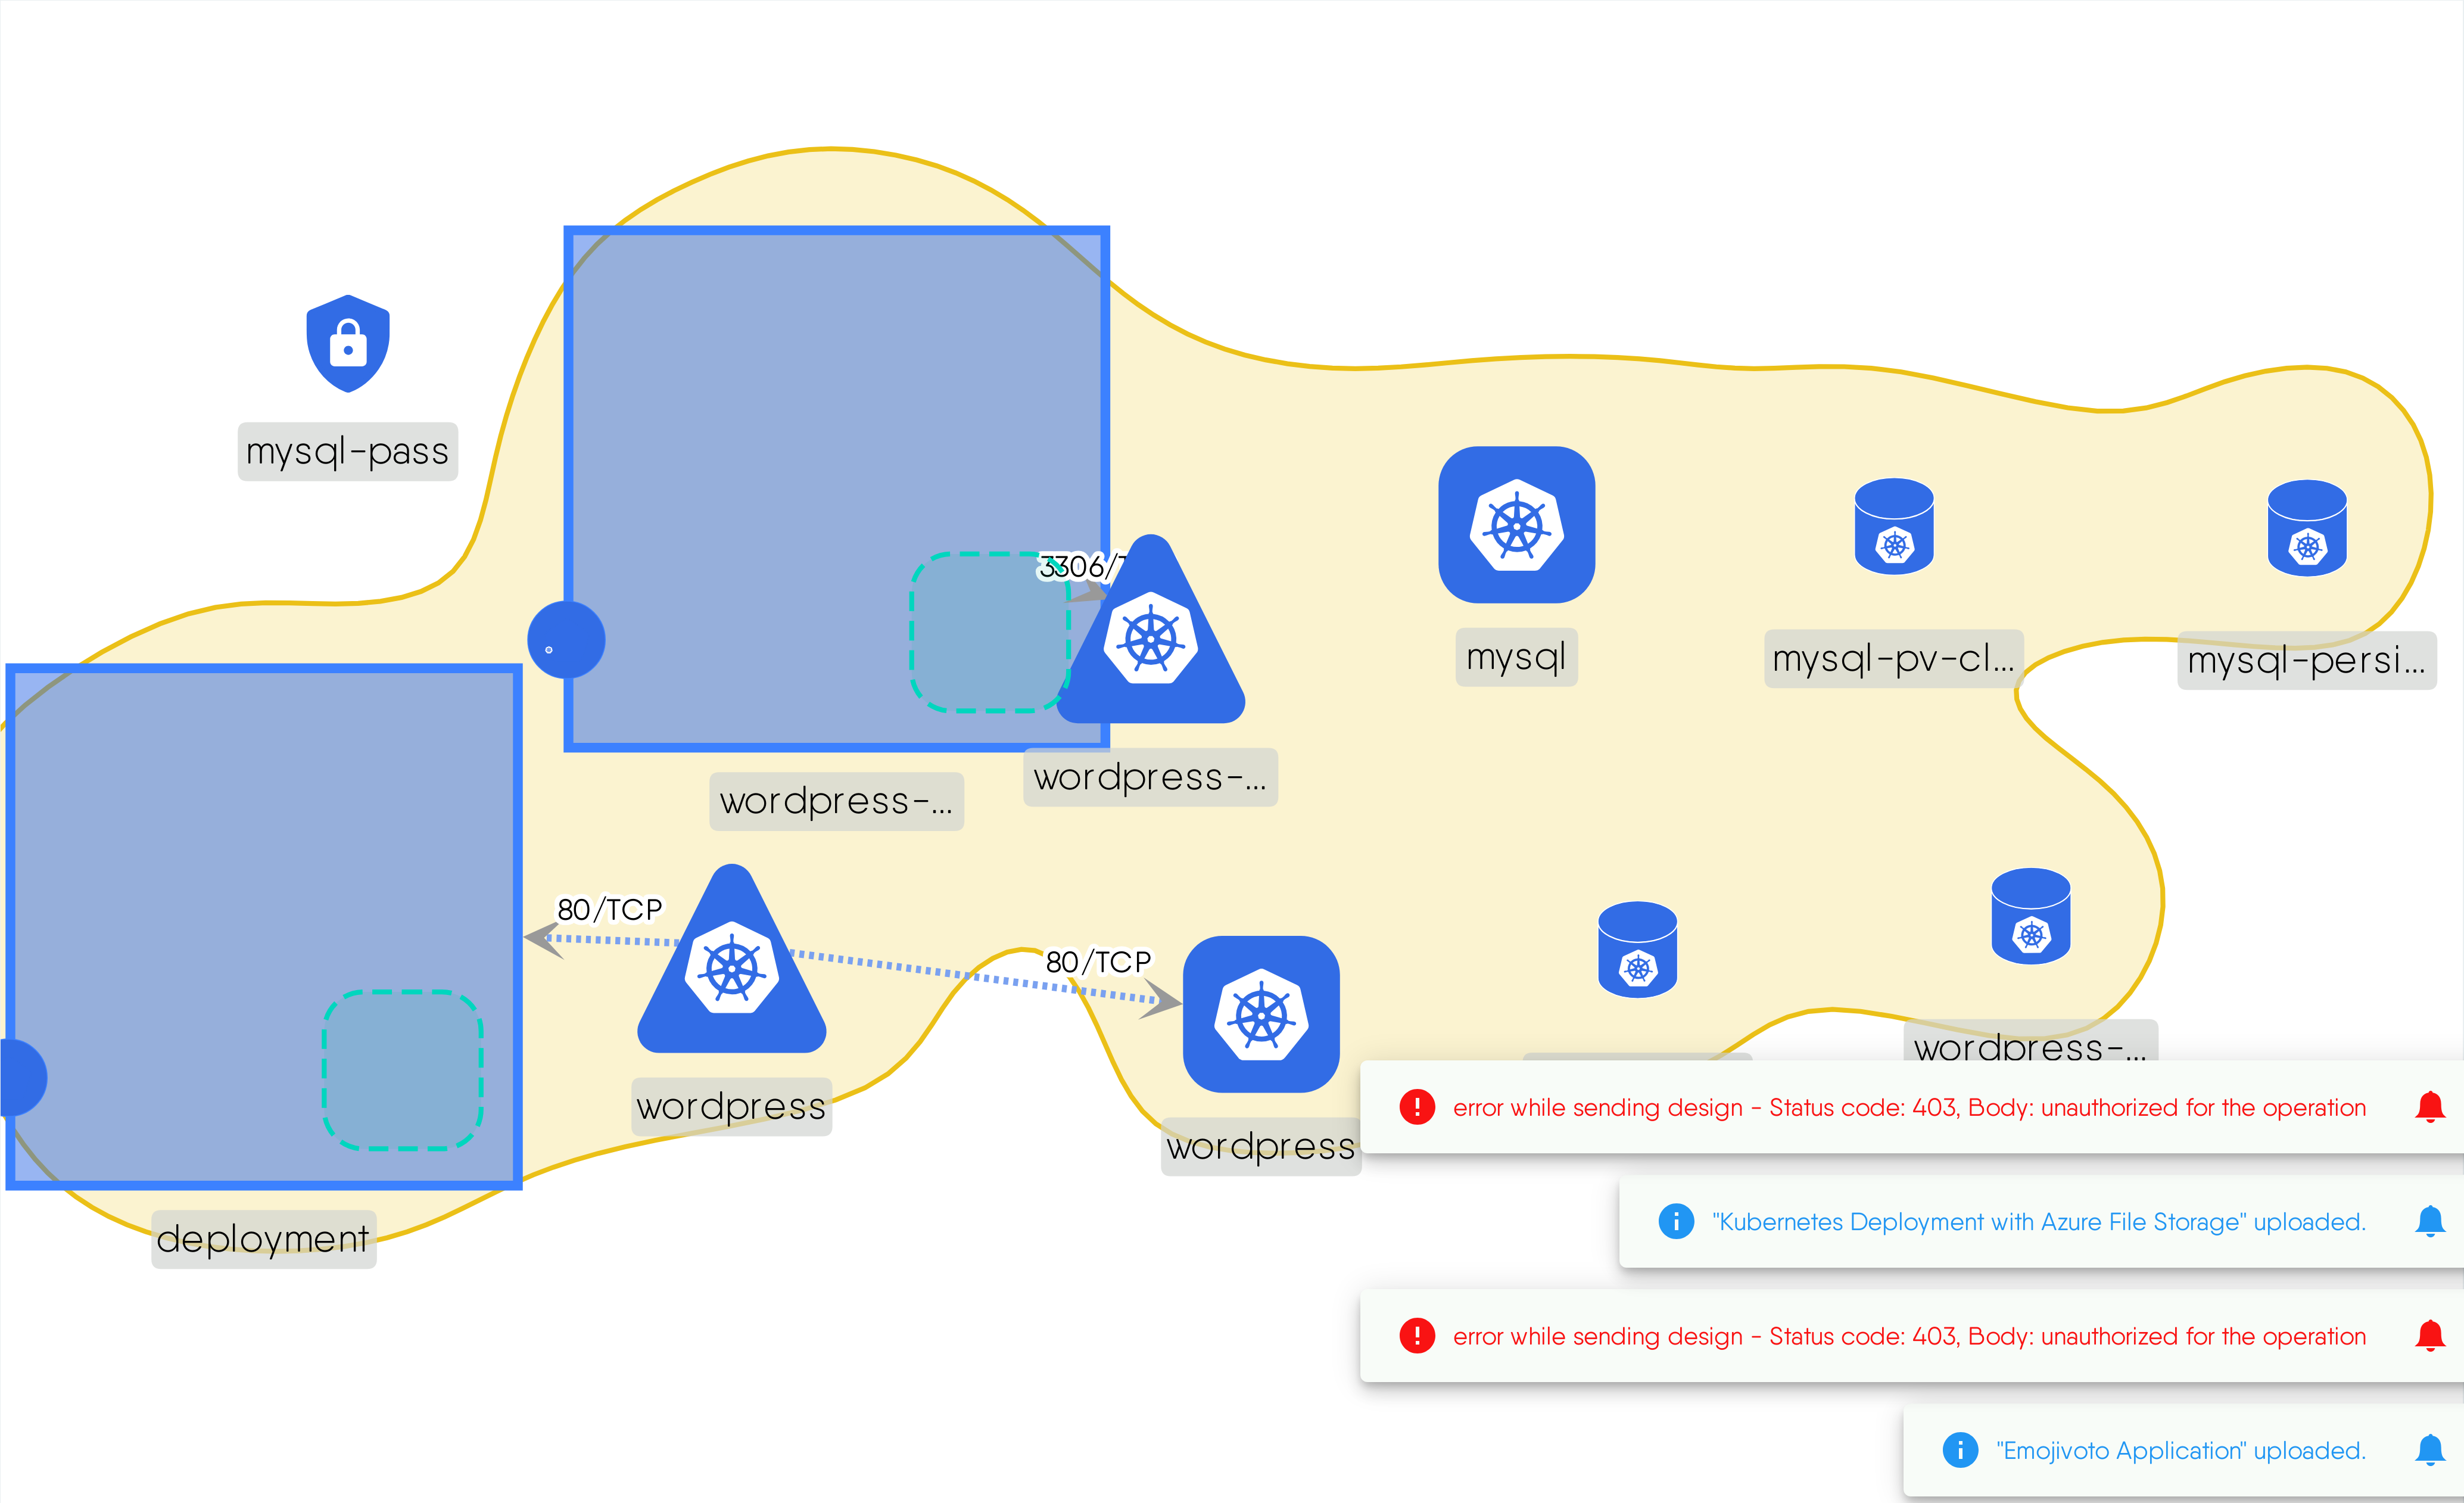 mysql-pass
3306/T
mysql
mysql-pv-cl...
mysql-persi...
wordpress-...
wordpress-...
80/TCP
80/TCP
wordpress
wordpress
wordpress-...
deployment
error while sending design - Status code: 403, Body: unauthorized for the operation
"Kubernetes Deployment with Azure File Storage" uploaded.
error while sending design - Status code: 403, Body: unauthorized for the operation
"Emojivoto Application" uploaded.